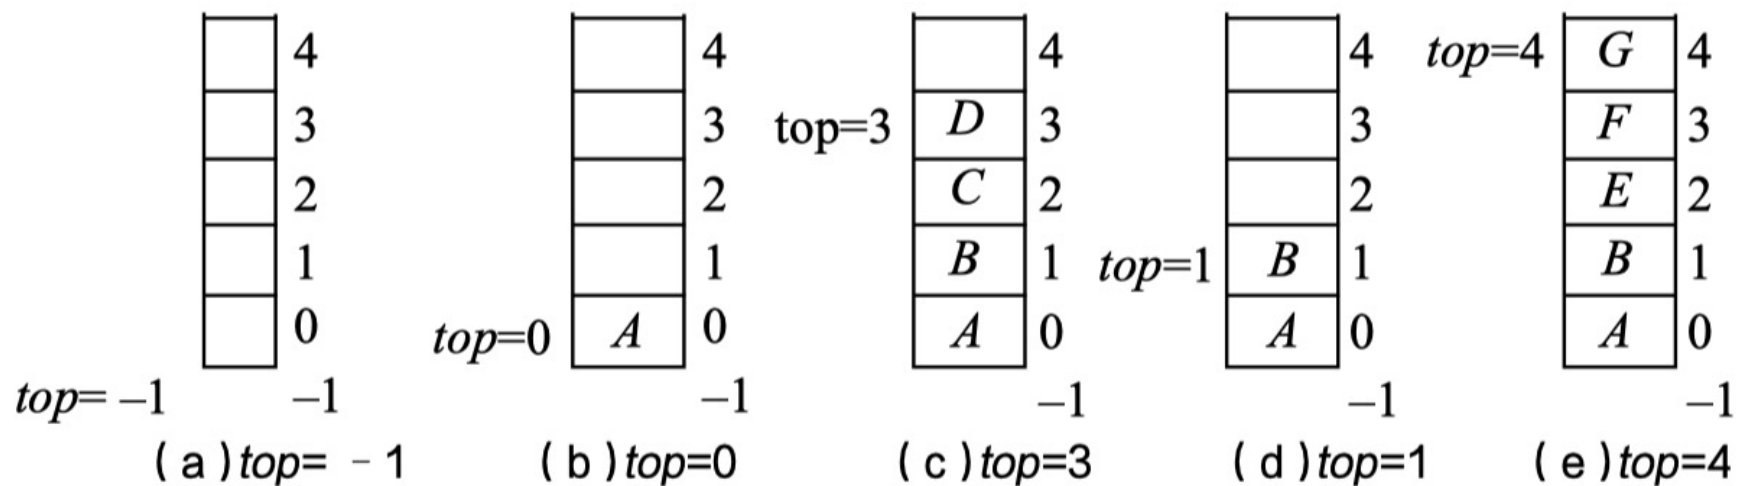 4 4 4 4 top=4 G 4
3 3 top=3 D 3 3 F 3
2 2 C 2 2 E 2
1 1 B 1 top=1 B 1 B 1
0 top=0 A 0 A 0 A 0 A 0
top= –1 –1 –1 –1 –1 –1
(a)top= －1 (b)top=0 (c)top=3 (d)top=1 (e)top=4